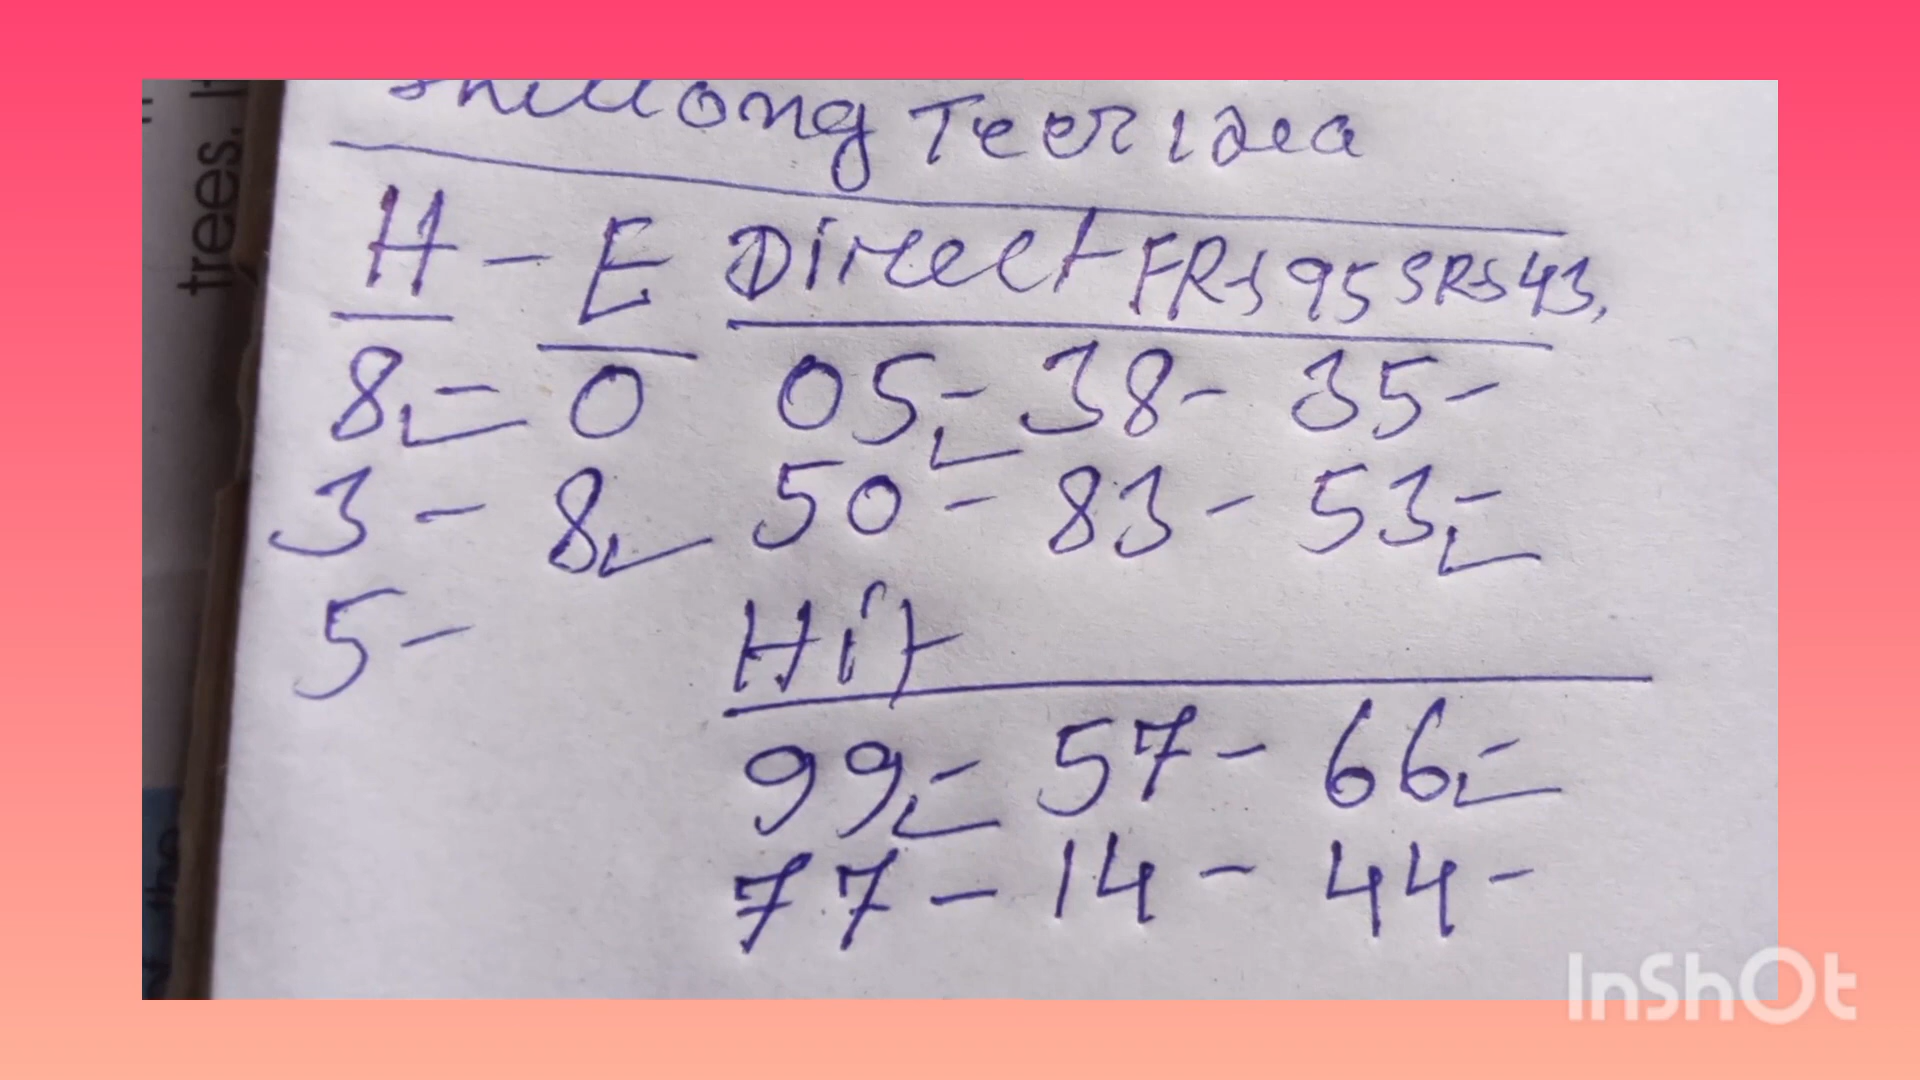 Shillong Teer idea
H - E Direct FR-s 95 SR-s 43,
8 - 0 05 - 38 - 35 -
3 - 8 50 - 83 - 53 -
5 - Hit
99 - 57 - 66 -
77 - 14 - 44 -
trees. It
InShOt